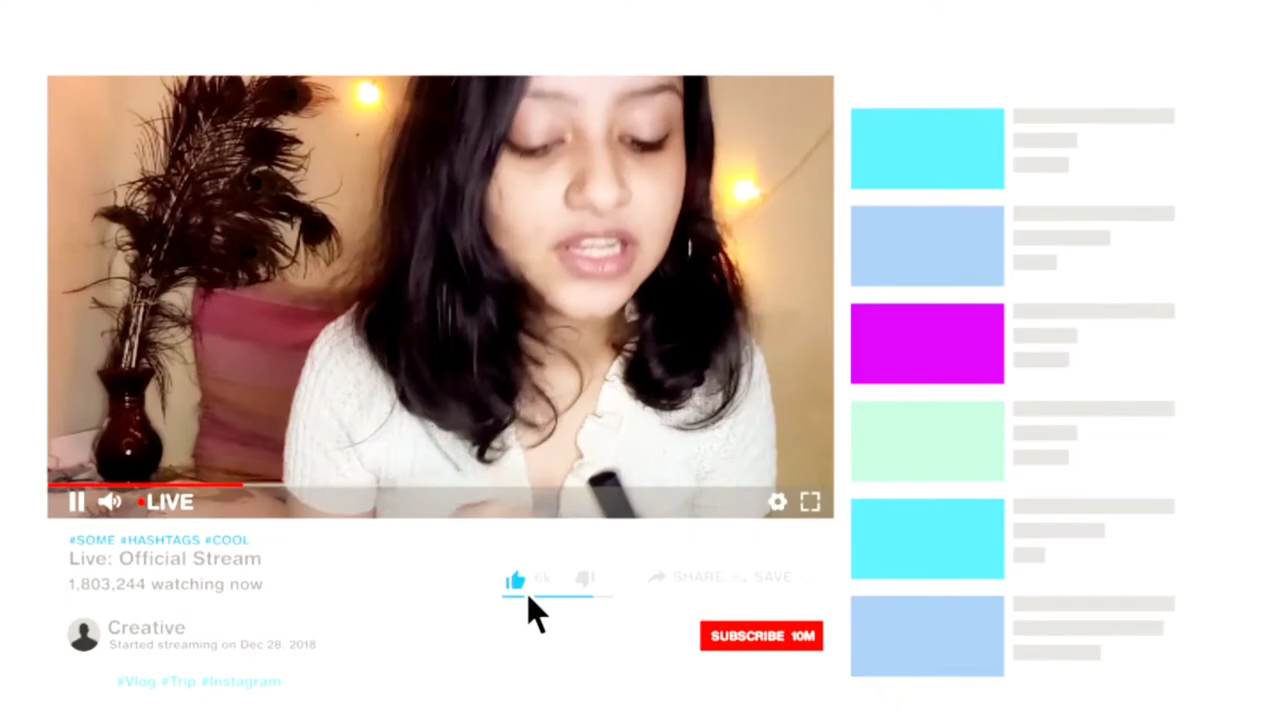 LIVE
#SOME #HASHTAGS #COOL
Live: Official Stream
1,803,244 watching now
6k
SHARE
SAVE
Creative
Started streaming on Dec 28. 2018
SUBSCRIBE 10M
#Vlog #Trip #Instagram